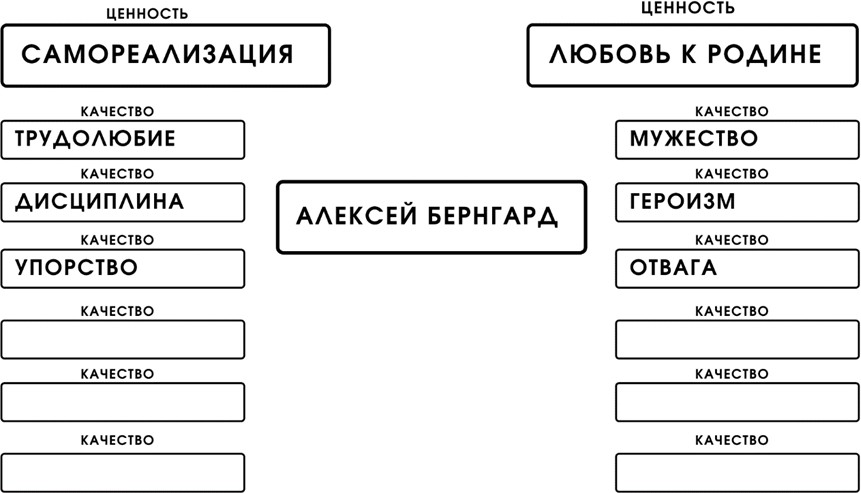 ЦЕННОСТЬ
САМОРЕАЛИЗАЦИЯ
КАЧЕСТВО
ТРУДОЛЮБИЕ
КАЧЕСТВО
ДИСЦИПЛИНА
КАЧЕСТВО
УПОРСТВО
КАЧЕСТВО
КАЧЕСТВО
КАЧЕСТВО
АЛЕКСЕЙ БЕРНГАРД
ЦЕННОСТЬ
ЛЮБОВЬ К РОДИНЕ
КАЧЕСТВО
МУЖЕСТВО
КАЧЕСТВО
ГЕРОИЗМ
КАЧЕСТВО
ОТВАГА
КАЧЕСТВО
КАЧЕСТВО
КАЧЕСТВО